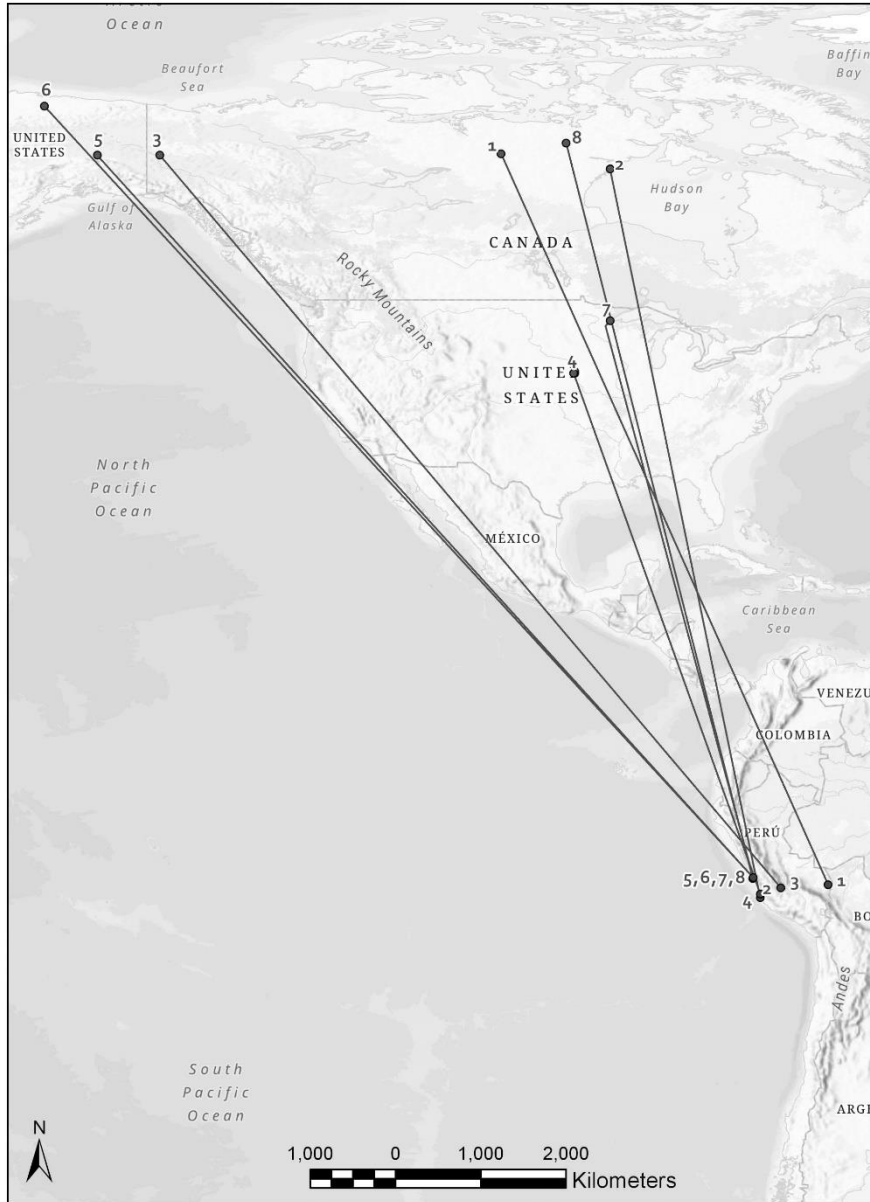 Ocean
Beaufort
Sea
Baffin
Bay
6
UNITED
STATES
5
3
1
8
2
Hudson
Bay
Gulf of
Alaska
CANADA
Rocky Mountains
7
4
UNITED
STATES
North
Pacific
Ocean
MÉXICO
Caribbean
Sea
VENEZU
COLOMBIA
PERÚ
5,6,7,8
2
3
1
4
BO
Andes
South
Pacific
Ocean
ARGE
N
1,000 0 1,000 2,000
Kilometers